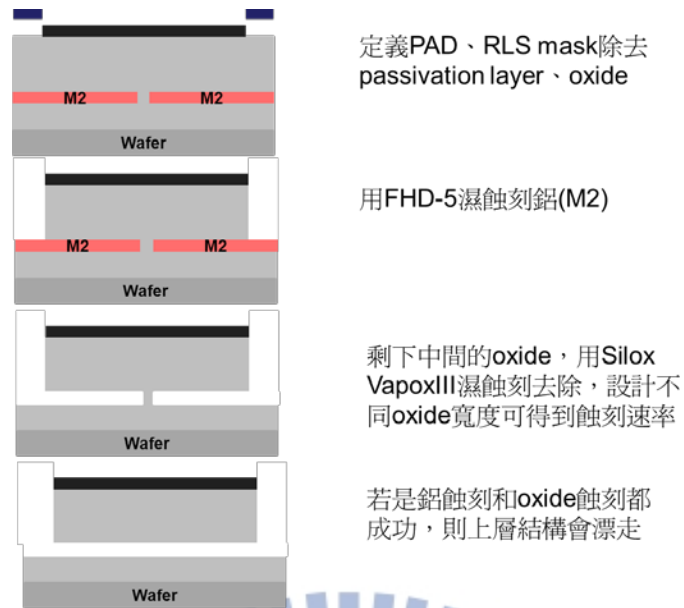 定義PAD、RLS mask除去
passivation layer、oxide
M2 M2
Wafer
用FHD-5濕蝕刻鋁(M2)
M2 M2
Wafer
剩下中間的oxide，用Silox
VapoxIII濕蝕刻去除，設計不
同oxide寬度可得到蝕刻速率
Wafer
若是鋁蝕刻和oxide蝕刻都
成功，則上層結構會漂走
Wafer